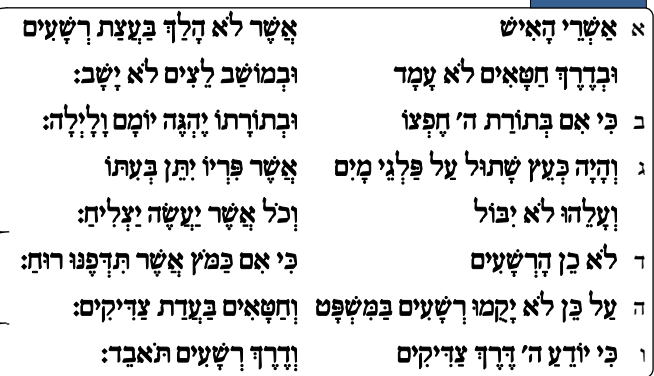 א אַשְׁרֵי הָאִישׁ אֲשֶׁר לֹא הָלַךְ בַּעֲצַת רְשָׁעִים
וּבְדֶרֶךְ חַטָּאִים לֹא עָמָד וּבְמוֹשַׁב לֵצִים לֹא יָשָׁב:
ב כִּי אִם בְּתוֹרַת ה' חֶפְצוֹ וּבְתוֹרָתוֹ יֶהְגֶּה יוֹמָם וָלָיְלָה:
ג וְהָיָה כְּעֵץ שָׁתוּל עַל פַּלְגֵי מָיִם אֲשֶׁר פִּרְיוֹ יִתֵּן בְּעִתּוֹ
וְעָלֵהוּ לֹא יִבּוֹל וְכֹל אֲשֶׁר יַעֲשֶׂה יַצְלִיחַ:
ד לֹא כֵן הָרְשָׁעִים כִּי אִם כַּמֹּץ אֲשֶׁר תִּדְּפֶנּוּ רוּחַ:
ה עַל כֵּן לֹא יָקֻמוּ רְשָׁעִים בַּמִּשְׁפָּט וְחַטָּאִים בַּעֲדַת צַדִּיקִים:
ו כִּי יוֹדֵעַ ה' דֶּרֶךְ צַדִּיקִים וְדֶרֶךְ רְשָׁעִים תֹּאבֵד: